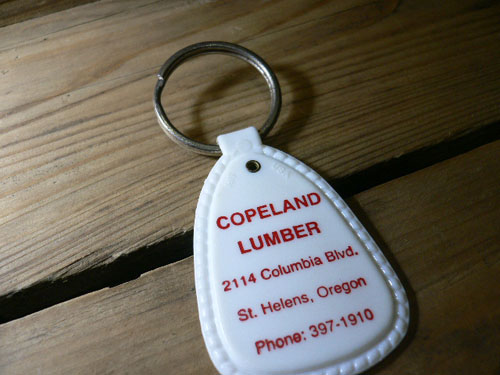 COPELAND
LUMBER
2114 Columbia Blvd.
St. Helens, Oregon
Phone: 397-1910